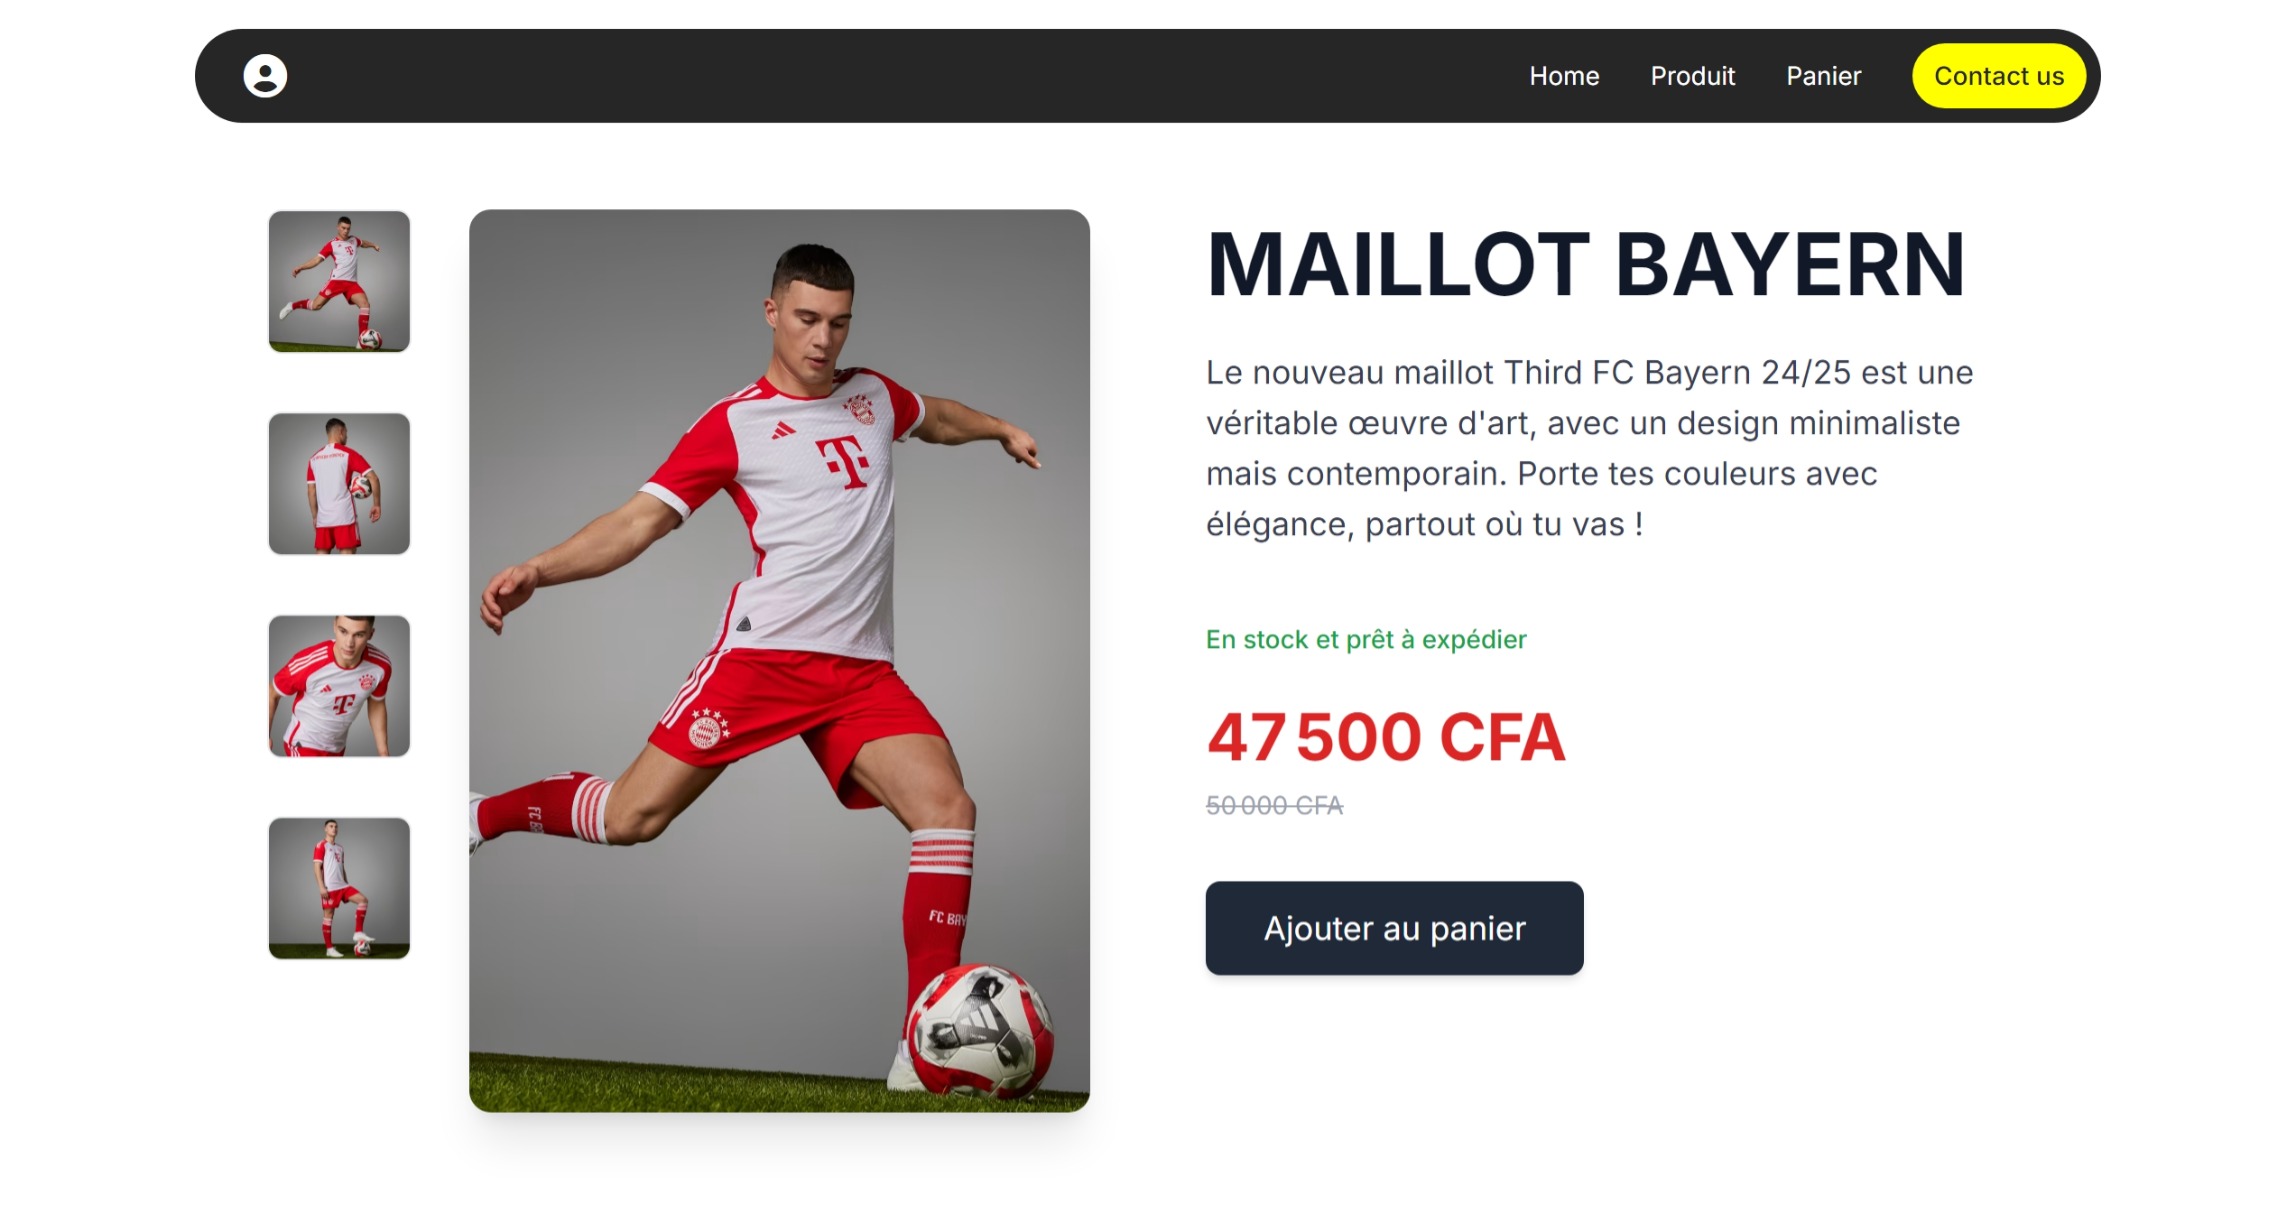 Home
Produit
Panier
Contact us
MAILLOT BAYERN
Le nouveau maillot Third FC Bayern 24/25 est une
véritable œuvre d'art, avec un design minimaliste
mais contemporain. Porte tes couleurs avec
élégance, partout où tu vas !
En stock et prêt à expédier
47 500 CFA
50 000 CFA
Ajouter au panier
T
FC BAY